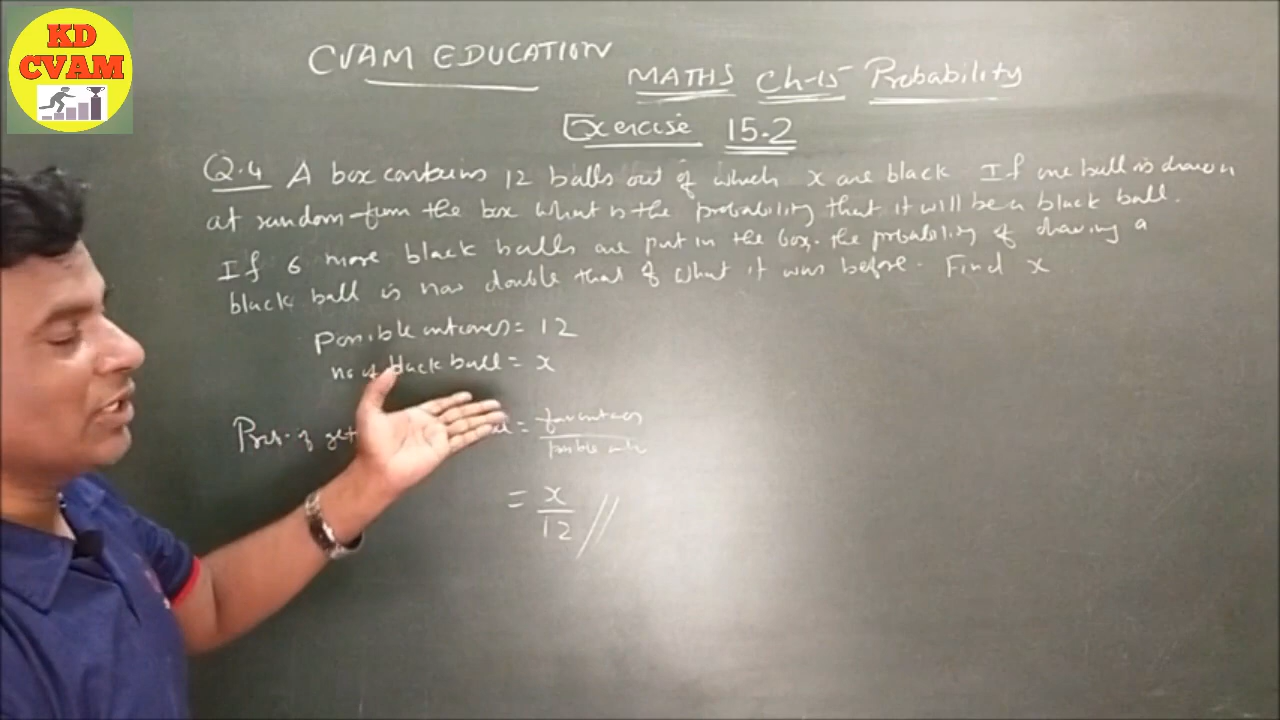 KD
CVAM
CVAM EDUCATION
MATHS Ch-15 Probability
Exercise 15.2
Q.4 A box contains 12 balls out of which x are black If one ball is drawn
at random from the box what is the probability that it will be a black ball.
If 6 more black balls are put in the box. the probability of drawing a
black ball is now double that of what it was before. Find x
Possible outcomes = 12
no of black ball = x
Prob. of get =
= x
12